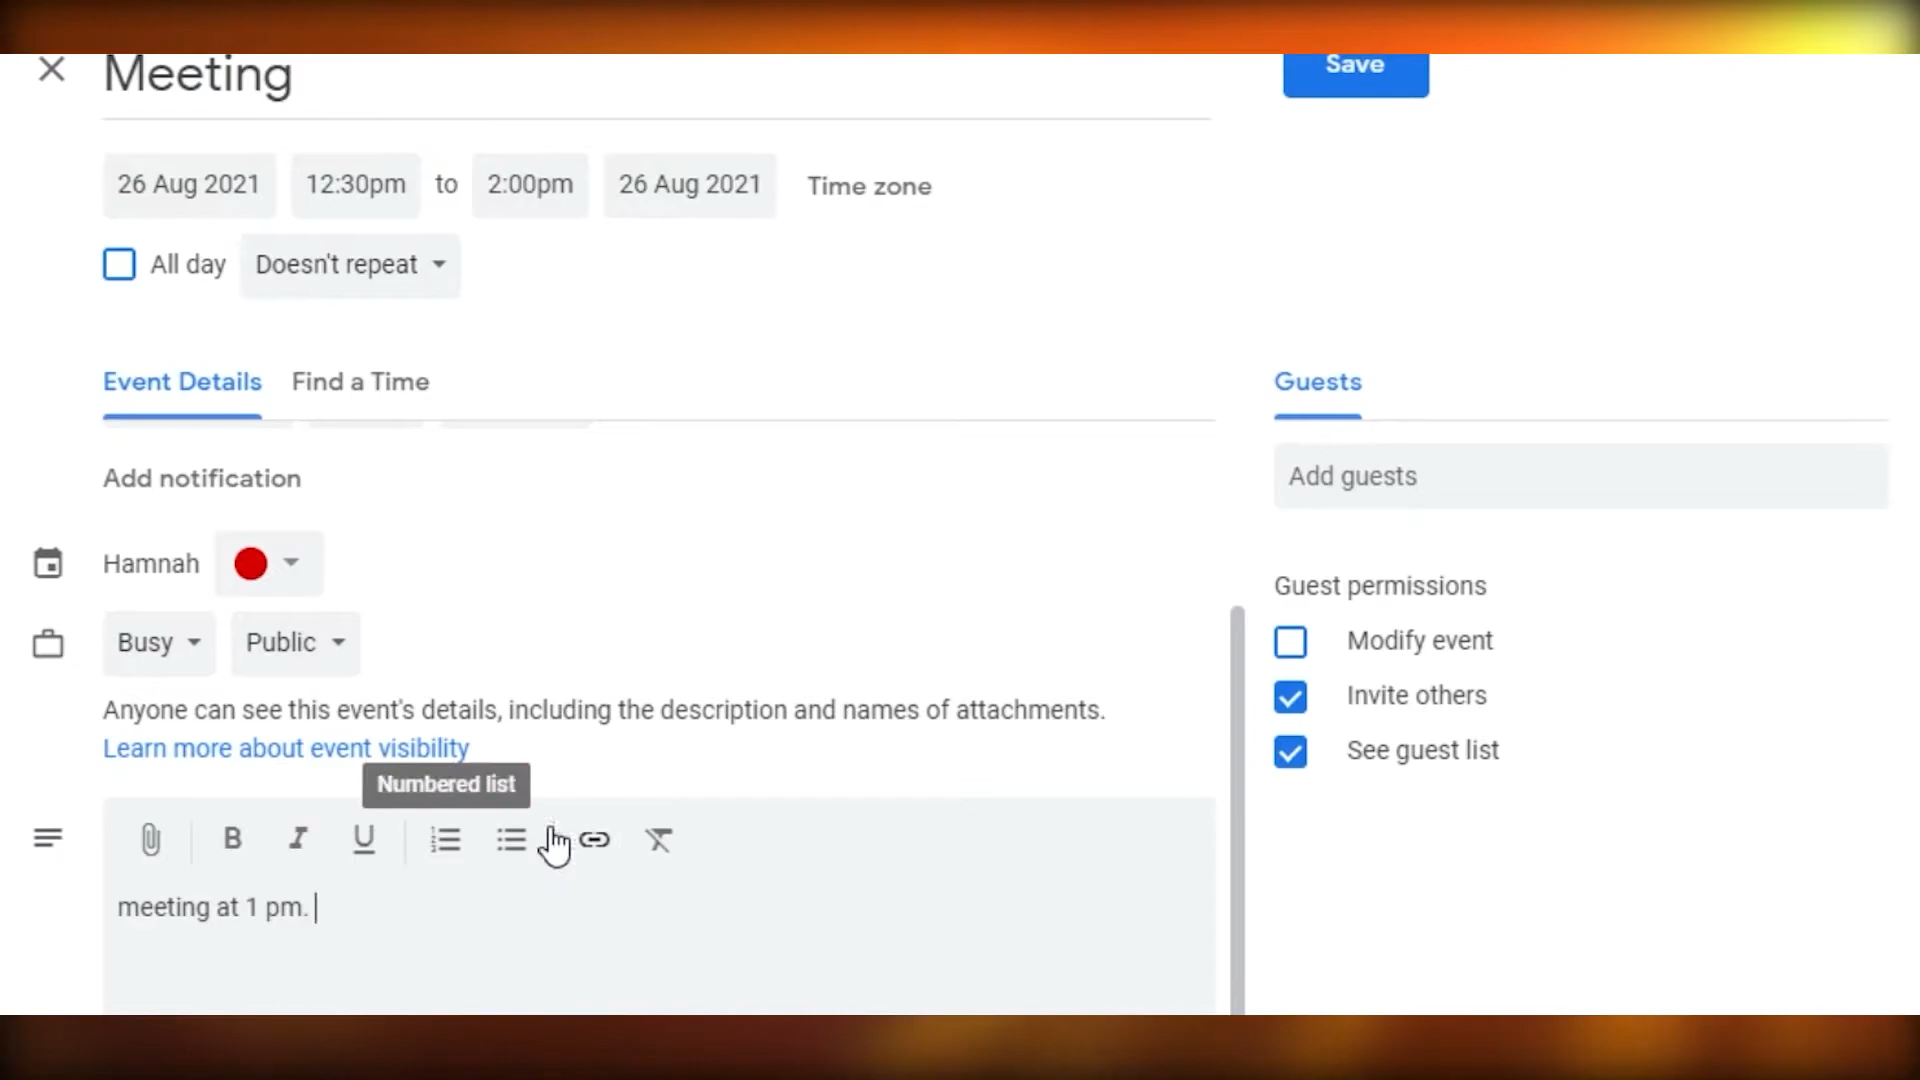 Meeting
Save
26 Aug 2021 12:30pm to 2:00pm 26 Aug 2021 Time zone
All day Doesn't repeat
Event Details Find a Time
Guests
Add notification
Add guests
Hamnah
Guest permissions
Busy Public
Modify event
Anyone can see this event's details, including the description and names of attachments.
Invite others
Learn more about event visibility
See guest list
Numbered list
B I U
meeting at 1 pm.